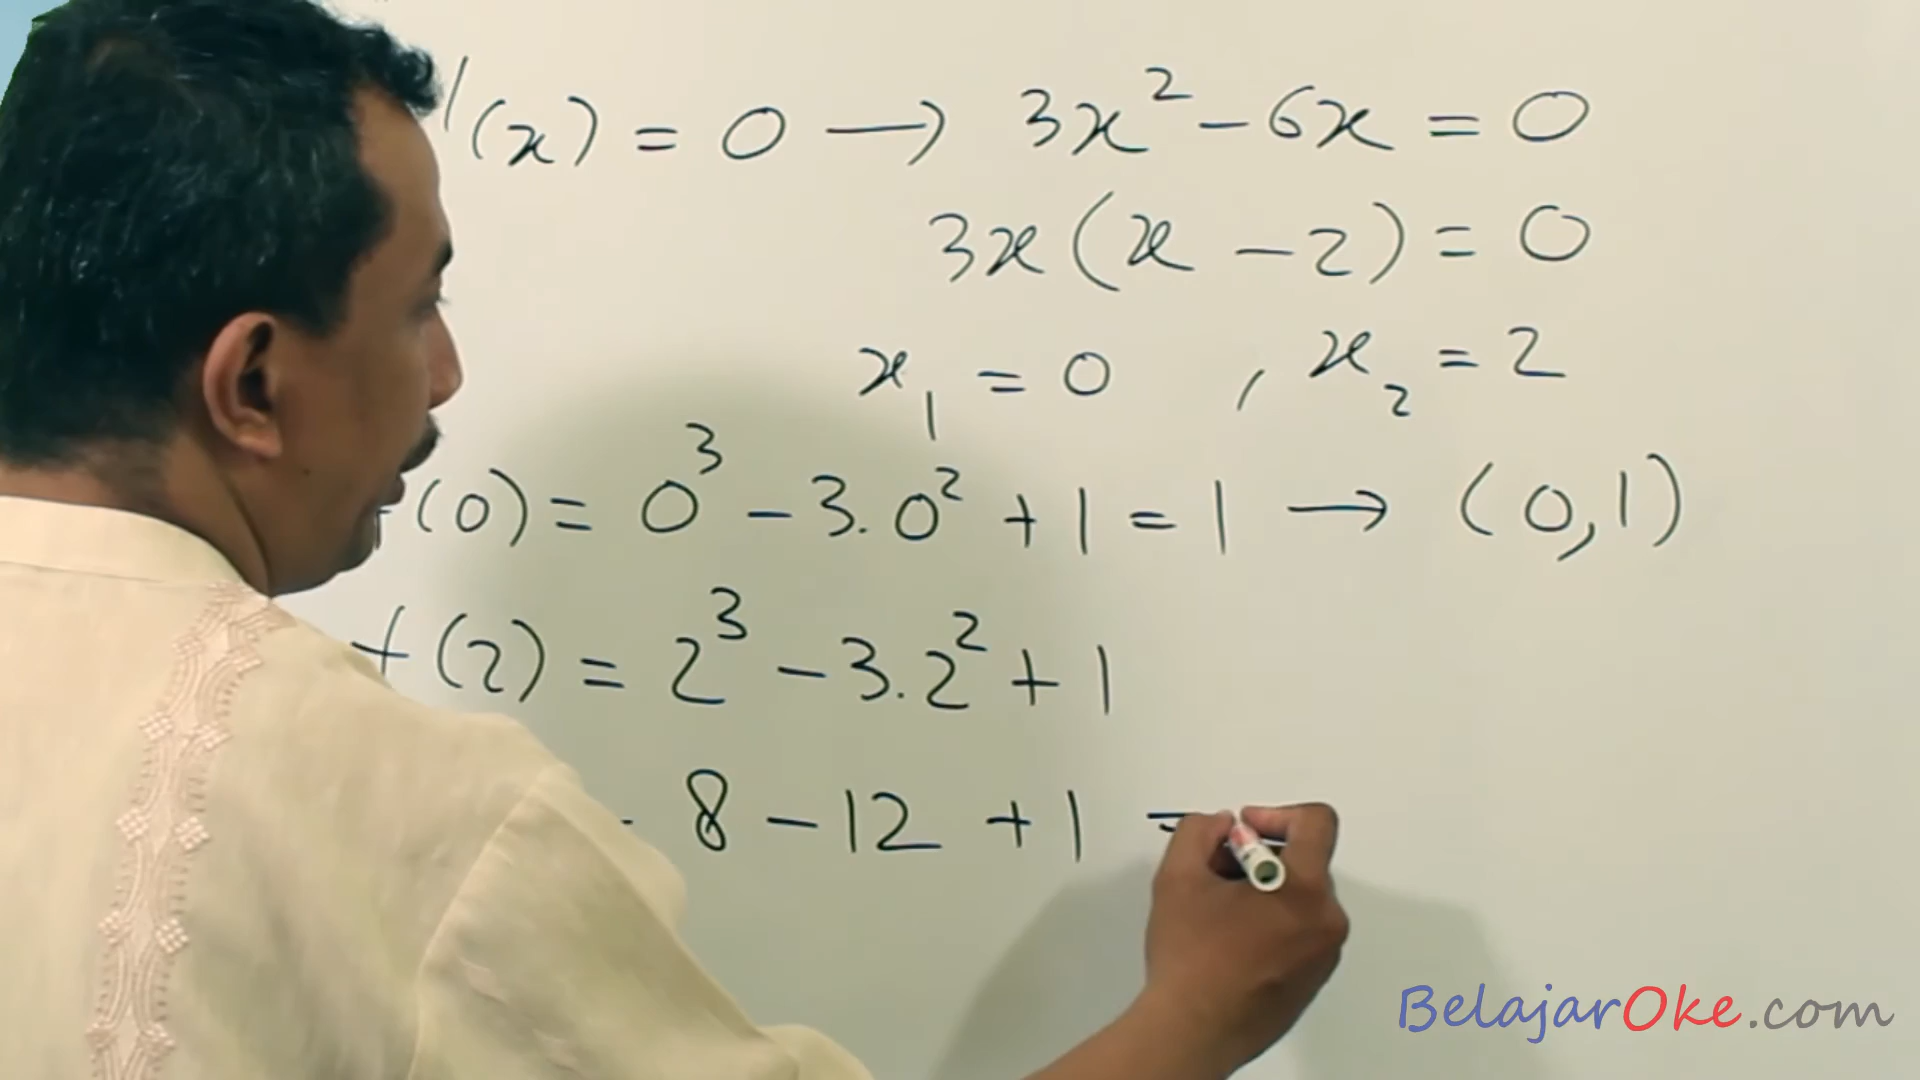 '(x) = 0 → 3x² - 6x = 0
3x(x - 2) = 0
x₁ = 0 , x₂ = 2
f(0) = 0³ - 3.0² + 1 = 1 → (0,1)
f(2) = 2³ - 3.2² + 1
8 - 12 + 1 =
BelajarOke.com